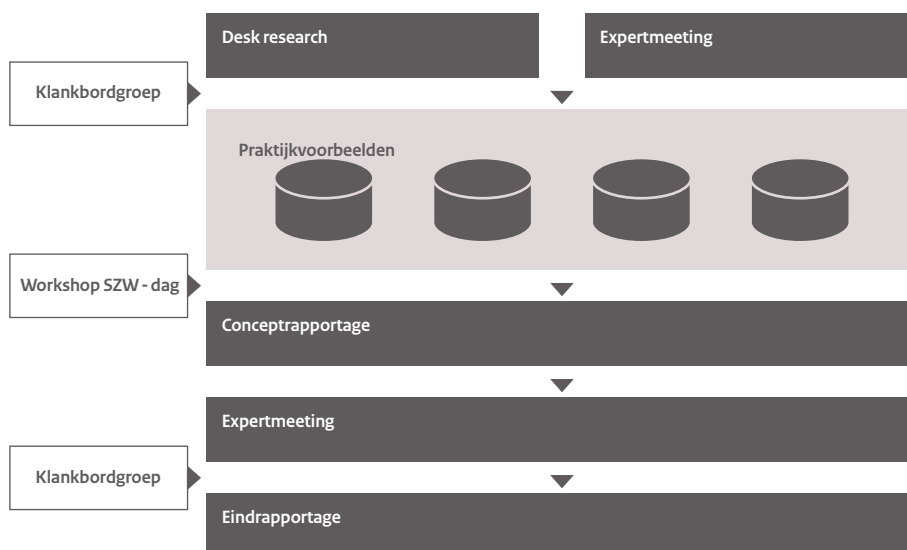 Desk research
Expertmeeting
Klankbordgroep
Praktijkvoorbeelden
Workshop SZW - dag
Conceptrapportage
Expertmeeting
Klankbordgroep
Eindrapportage